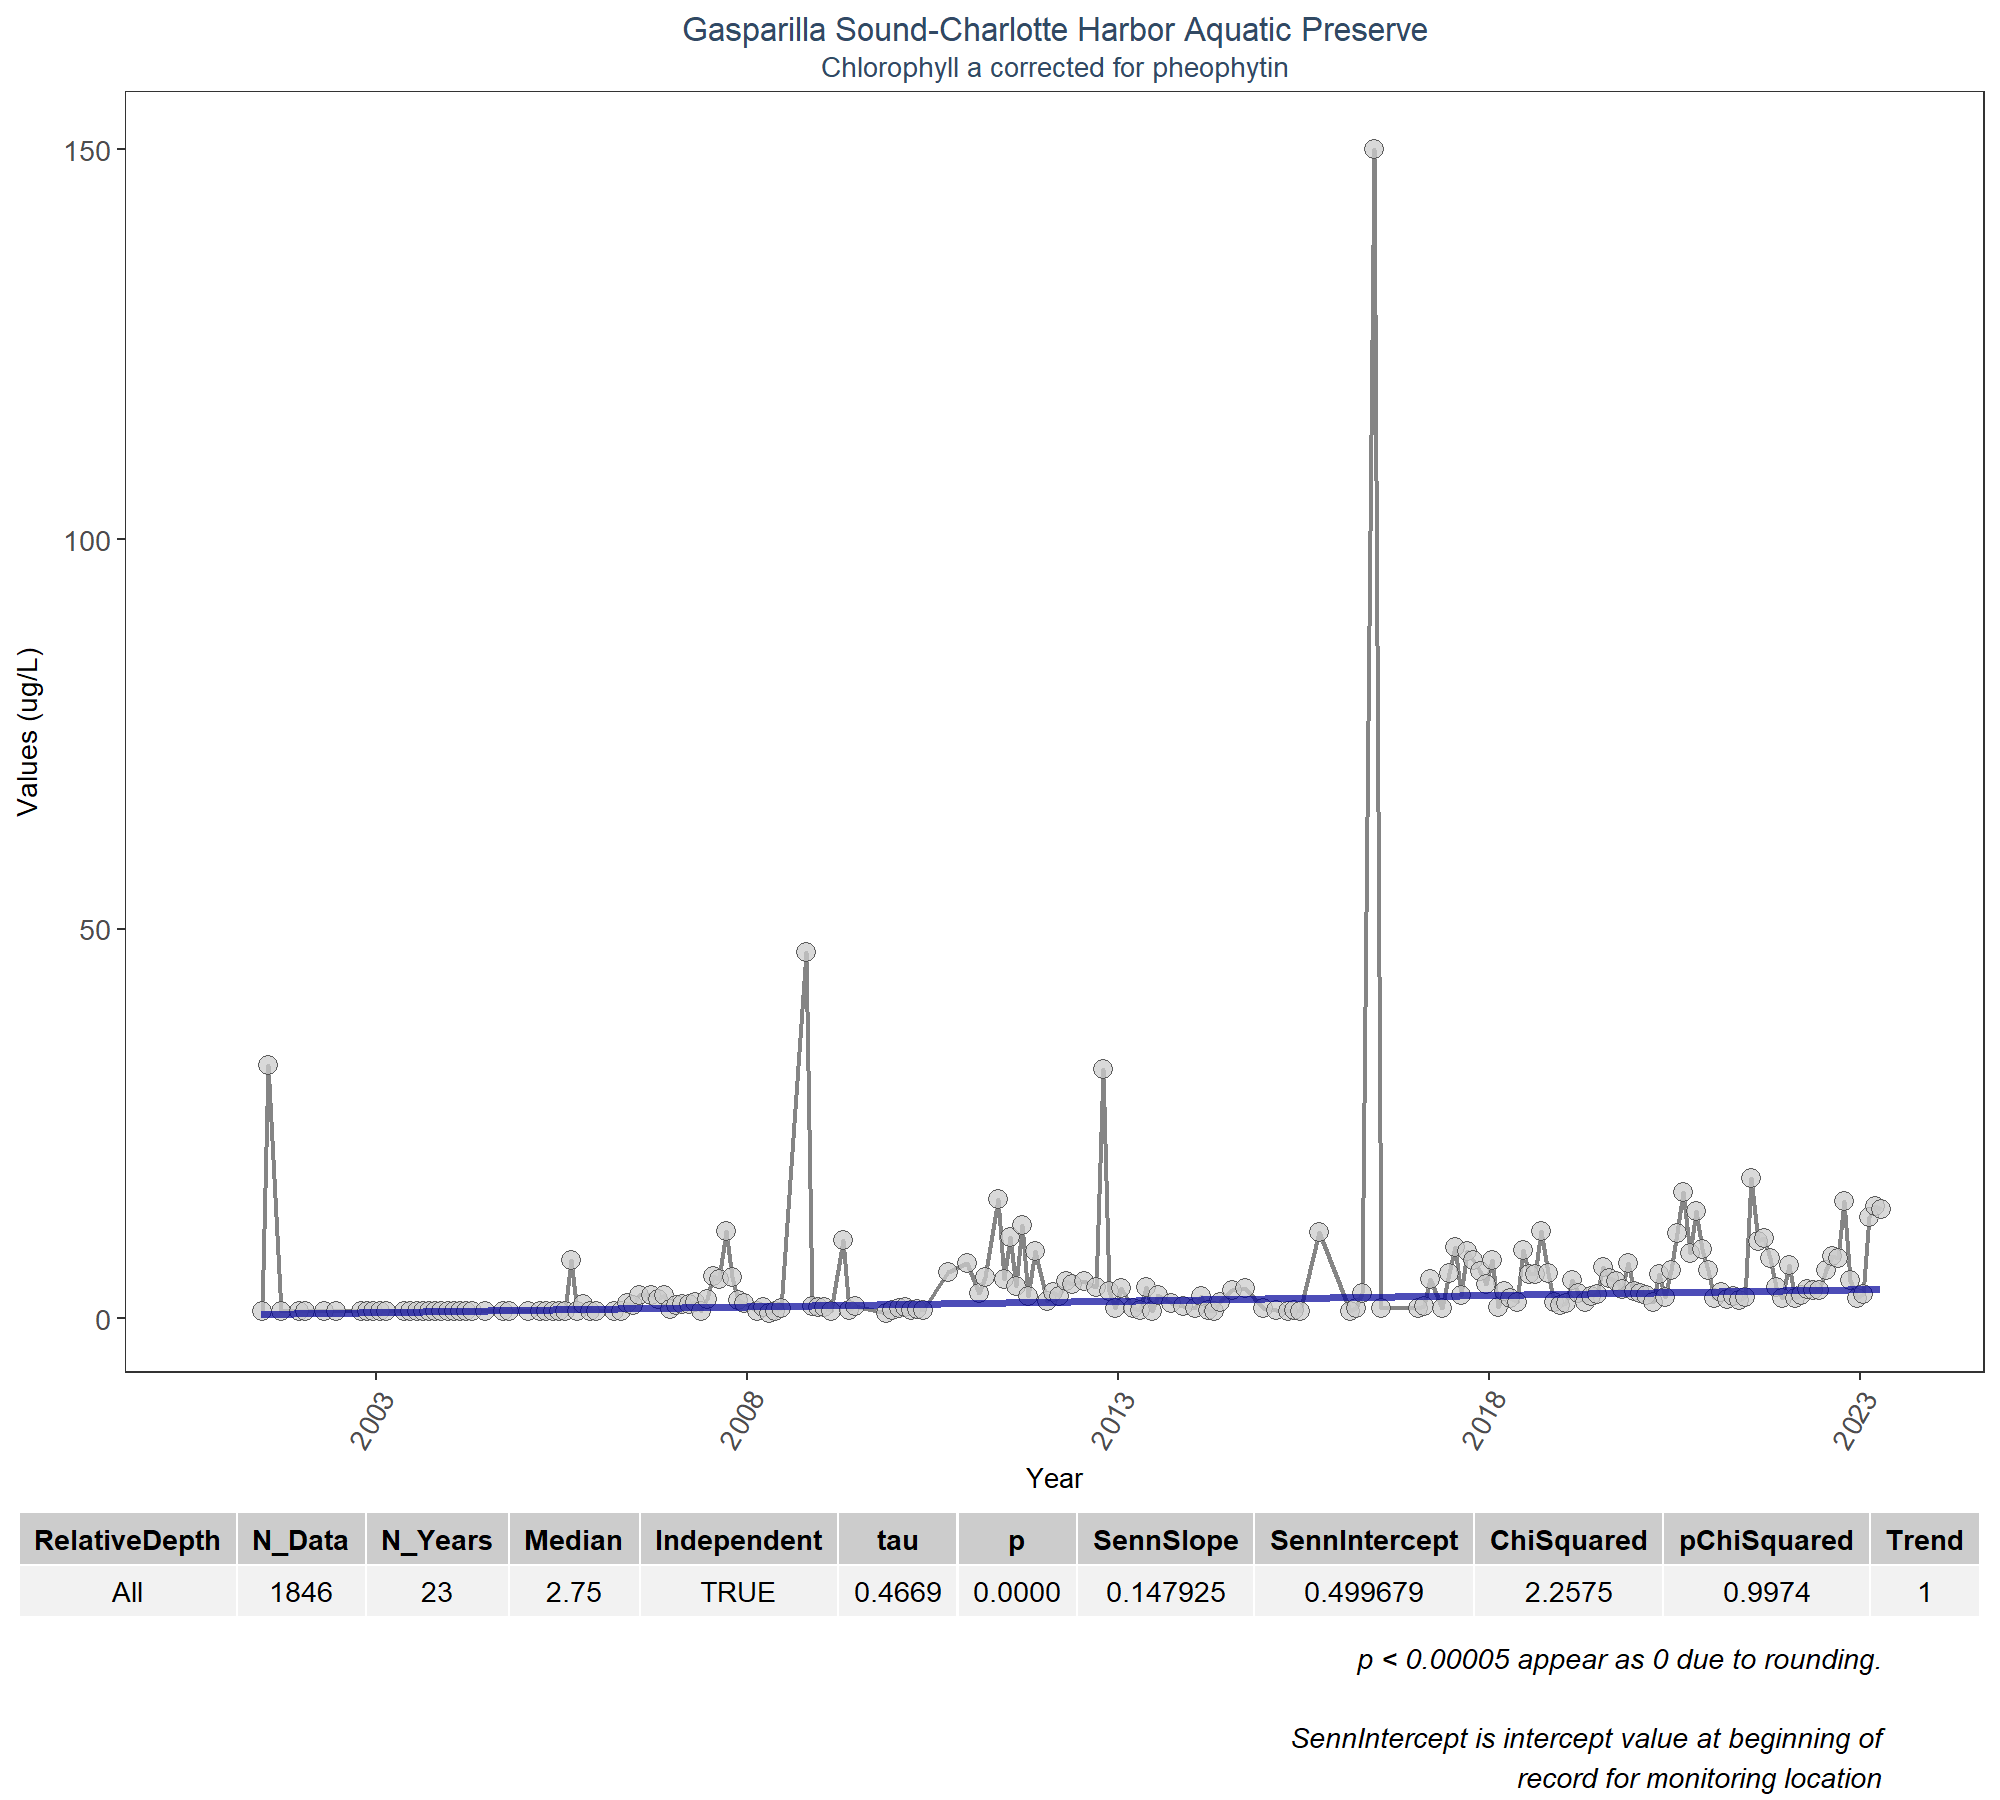 Gasparilla Sound-Charlotte Harbor Aquatic Preserve
Chlorophyll a corrected for pheophytin
Values (ug/L)
150
100
50
0
2003 2008 2013 2018 2023
Year
RelativeDepth N_Data N_Years Median Independent tau p SennSlope SennIntercept ChiSquared pChiSquared Trend
All 1846 23 2.75 TRUE 0.4669 0.0000 0.147925 0.499679 2.2575 0.9974 1
p < 0.00005 appear as 0 due to rounding.
SennIntercept is intercept value at beginning of
record for monitoring location